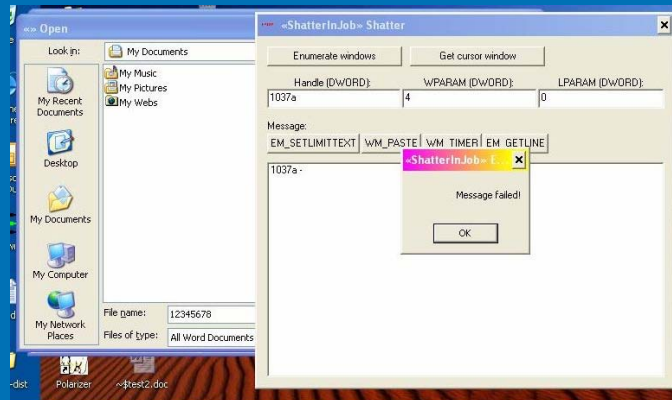 «» Open
Look in:
My Documents
My Music
My Pictures
My Webs
My Recent
Documents
Desktop
My Documents
My Computer
My Network
Places
File name:
12345678
Files of type:
All Word Documents
«ShatterInJob» Shatter
Enumerate windows
Get cursor window
Handle (DWORD):
WPARAM (DWORD):
LPARAM (DWORD):
1037a
4
0
Message:
EM_SETLIMITTEXT
WM_PASTE
WM_TIMER
EM_GETLINE
1037a -
«ShatterInJob» E...
Message failed!
OK
-dist
Polarizer
~$test2.doc